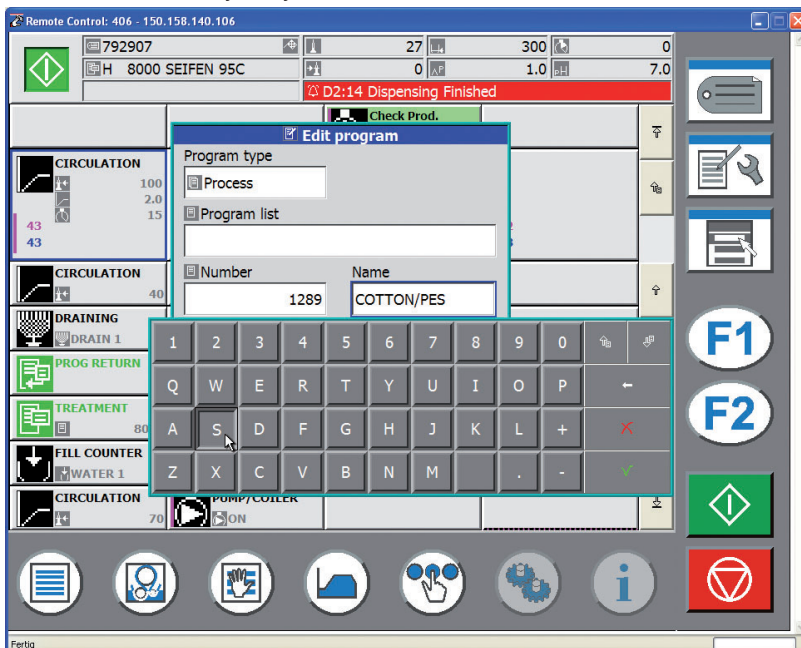 Remote Control: 406 - 150.158.140.106
792907 27 300 0
H 8000 SEIFEN 95C 0 1.0 pH 7.0
D2:14 Dispensing Finished
Check Prod.
Edit program
Program type
Process
Program list
Number Name
1289 COTTON/PES
CIRCULATION
100
2.0
15
43
43
CIRCULATION
40
DRAINING
DRAIN 1
PROG RETURN
TREATMENT
80
FILL COUNTER
WATER 1
CIRCULATION
70
PUMP/COILER
ON
1 2 3 4 5 6 7 8 9 0
Q W E R T Y U I O P
A S D F G H J K L +
Z X C V B N M . -
F1
F2
i
Fertig